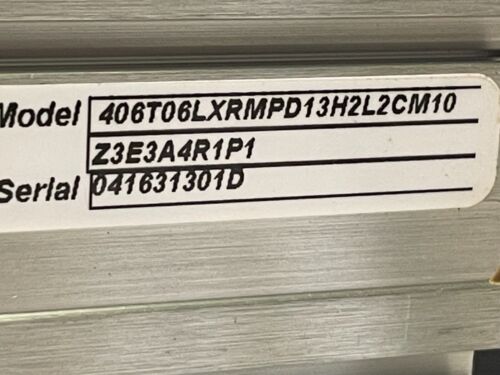 Model 406T06LXRMPD13H2L2CM10
Z3E3A4R1P1
Serial 041631301D